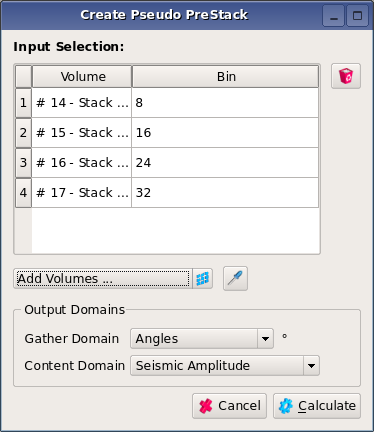 Create Pseudo PreStack
Input Selection:
Volume Bin
1 # 14 - Stack ... 8
2 # 15 - Stack ... 16
3 # 16 - Stack ... 24
4 # 17 - Stack ... 32
Add Volumes ...
Output Domains
Gather Domain Angles °
Content Domain Seismic Amplitude
Cancel Calculate